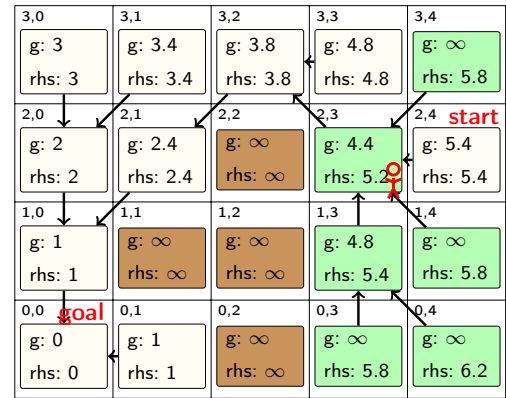 3,0 3,1 3,2 3,3 3,4
g: 3 g: 3.4 g: 3.8 g: 4.8 g: ∞
rhs: 3 rhs: 3.4 rhs: 3.8 rhs: 4.8 rhs: 5.8
2,0 2,1 2,2 2,3 2,4 start
g: 2 g: 2.4 g: ∞ g: 4.4 g: 5.4
rhs: 2 rhs: 2.4 rhs: ∞ rhs: 5.2 rhs: 5.4
1,0 1,1 1,2 1,3 1,4
g: 1 g: ∞ g: ∞ g: 4.8 g: ∞
rhs: 1 rhs: ∞ rhs: ∞ rhs: 5.4 rhs: 5.8
0,0 goal 0,1 0,2 0,3 0,4
g: 0 g: 1 g: ∞ g: ∞ g: ∞
rhs: 0 rhs: 1 rhs: ∞ rhs: 5.8 rhs: 6.2